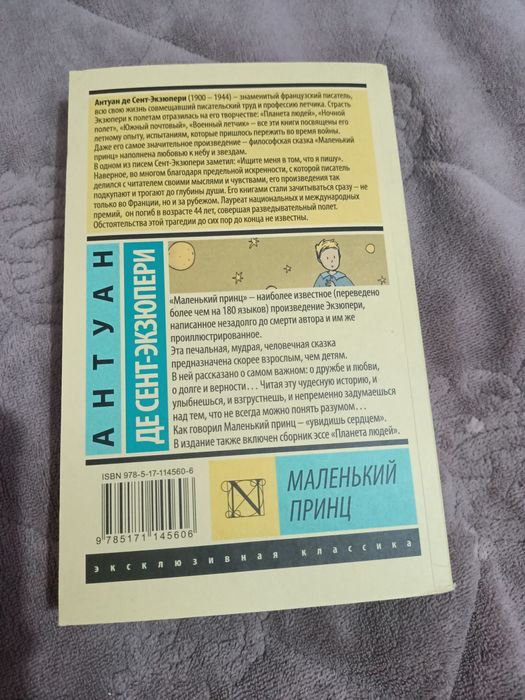 Антуан де Сент-Экзюпери (1900 – 1944) – знаменитый французский писатель,
всю свою жизнь совмещавший писательский труд и профессию летчика. Страсть
Экзюпери к полетам отразилась на его творчестве: «Планета людей», «Ночной
полет», «Южный почтовый», «Военный летчик» – все эти книги посвящены его
летному опыту, испытаниям, которые пришлось пережить во время войны.
Даже его самое значительное произведение – философская сказка «Маленький
принц» наполнена любовью к небу и звездам.
В одном из писем Сент-Экзюпери заметил: «Ищите меня в том, что я пишу».
Наверное, во многом благодаря предельной искренности, с которой писатель
делился с читателем своими мыслями и чувствами, его произведения так
подкупают и трогают до глубины души. Его книгами стали зачитываться сразу – не
только во Франции, но и за рубежом. Лауреат национальных и международных
премий, он погиб в возрасте 44 лет, совершая разведывательный полет.
Обстоятельства этой трагедии до сих пор до конца не известны.
АНТУАН
ДЕ СЕНТ-ЭКЗЮПЕРИ
«Маленький принц» – наиболее известное (переведено
более чем на 180 языков) произведение Экзюпери,
написанное незадолго до смерти автора и им же
проиллюстрированное.
Эта печальная, мудрая, человечная сказка
предназначена скорее взрослым, чем детям.
В ней рассказано о самом важном: о дружбе и любви,
о долге и верности... Читая эту чудесную историю, и
улыбнешься, и взгрустнешь, и непременно задумаешься
над тем, что не всегда можно понять разумом...
Как говорил Маленький принц – «увидишь сердцем».
В издание также включен сборник эссе «Планета людей».
ISBN 978-5-17-114560-6
9 785171 145606
N
МАЛЕНЬКИЙ
ПРИНЦ
эксклюзивная классика